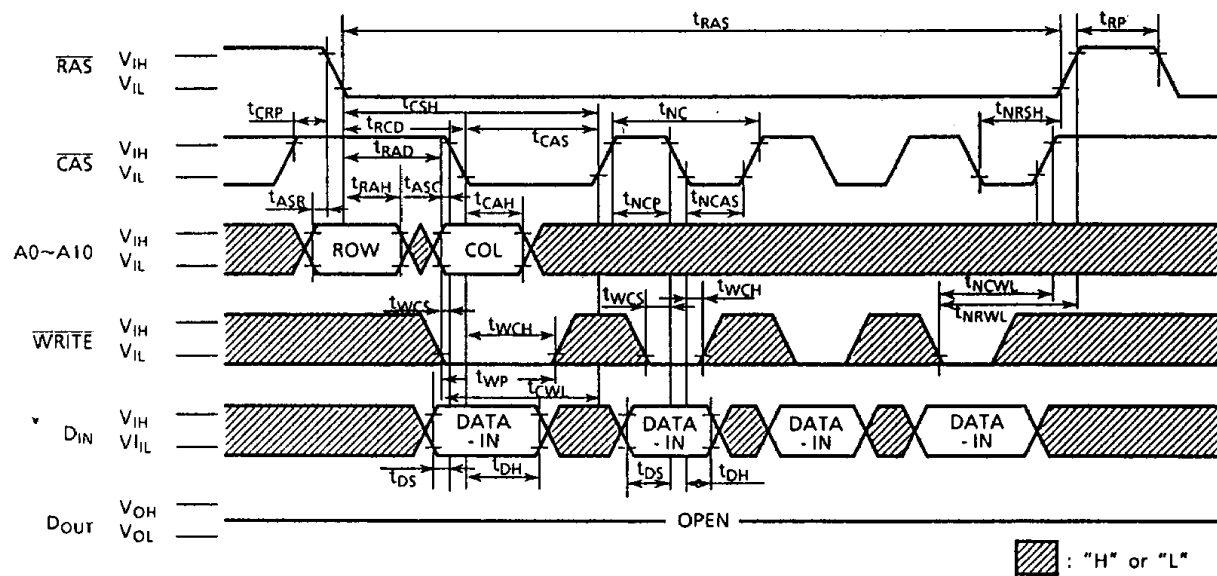 tRAS
tRP
RAS
VIH
VIL
tCRP
tCSH
tNC
tNRSH
tRCD
tCAS
CAS
VIH
VIL
tRAD
tRAH
tASC
tASR
tCAH
tNCP
tNCAS
A0~A10
VIH
VIL
ROW
COL
tWCS
tWCH
tWCS
tWCH
tNCWL
tNRWL
WRITE
VIH
VIL
tWP
tCWL
DIN
VIH
VIIL
DATA
- IN
DATA
- IN
DATA
- IN
DATA
- IN
tDS
tDH
tDS
tDH
DOUT
VOH
VOL
OPEN
: "H" or "L"